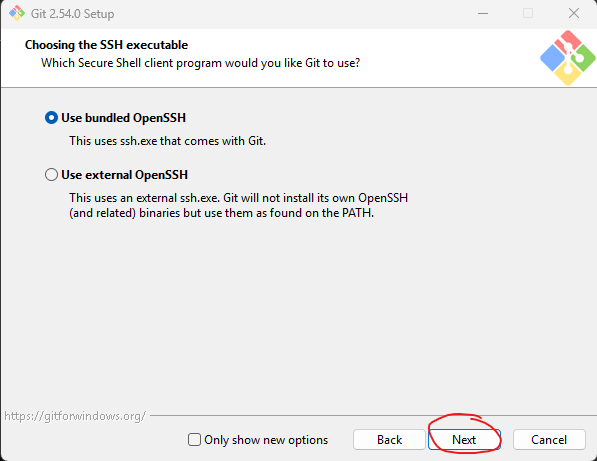 Git 2.54.0 Setup
Choosing the SSH executable
Which Secure Shell client program would you like Git to use?
Use bundled OpenSSH
This uses ssh.exe that comes with Git.
Use external OpenSSH
This uses an external ssh.exe. Git will not install its own OpenSSH
(and related) binaries but use them as found on the PATH.
https://gitforwindows.org/
Only show new options
Back
Next
Cancel